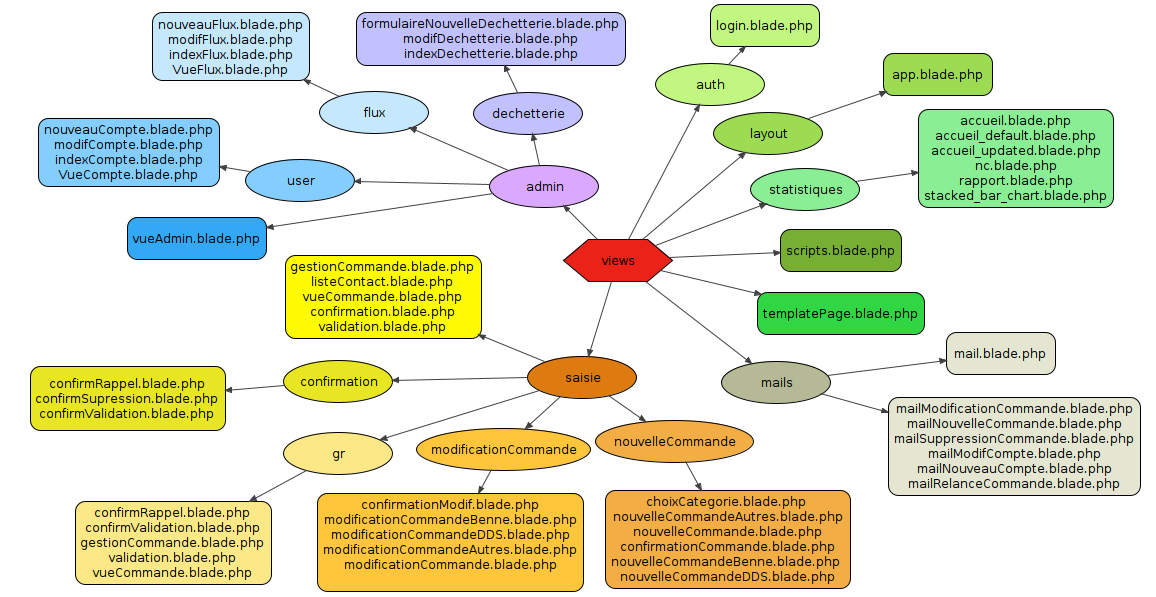 nouveauFlux.blade.php
modifFlux.blade.php
indexFlux.blade.php
VueFlux.blade.php
formulaireNouvelleDechetterie.blade.php
modifDechetterie.blade.php
indexDechetterie.blade.php
login.blade.php
auth
app.blade.php
flux
dechetterie
layout
nouveauCompte.blade.php
modifCompte.blade.php
indexCompte.blade.php
VueCompte.blade.php
accueil.blade.php
accueil_default.blade.php
accueil_updated.blade.php
nc.blade.php
rapport.blade.php
stacked_bar_chart.blade.php
user
admin
statistiques
vueAdmin.blade.php
views
scripts.blade.php
gestionCommande.blade.php
listeContact.blade.php
vueCommande.blade.php
confirmation.blade.php
validation.blade.php
templatePage.blade.php
mail.blade.php
confirmRappel.blade.php
confirmSupression.blade.php
confirmValidation.blade.php
confirmation
saisie
mails
mailModificationCommande.blade.php
mailNouvelleCommande.blade.php
mailSuppressionCommande.blade.php
mailModifCompte.blade.php
mailNouveauCompte.blade.php
mailRelanceCommande.blade.php
gr
modificationCommande
nouvelleCommande
confirmRappel.blade.php
confirmValidation.blade.php
gestionCommande.blade.php
validation.blade.php
vueCommande.blade.php
confirmationModif.blade.php
modificationCommandeBenne.blade.php
modificationCommandeDDS.blade.php
modificationCommandeAutres.blade.php
modificationCommande.blade.php
choixCategorie.blade.php
nouvelleCommandeAutres.blade.php
nouvelleCommande.blade.php
confirmationCommande.blade.php
nouvelleCommandeBenne.blade.php
nouvelleCommandeDDS.blade.php